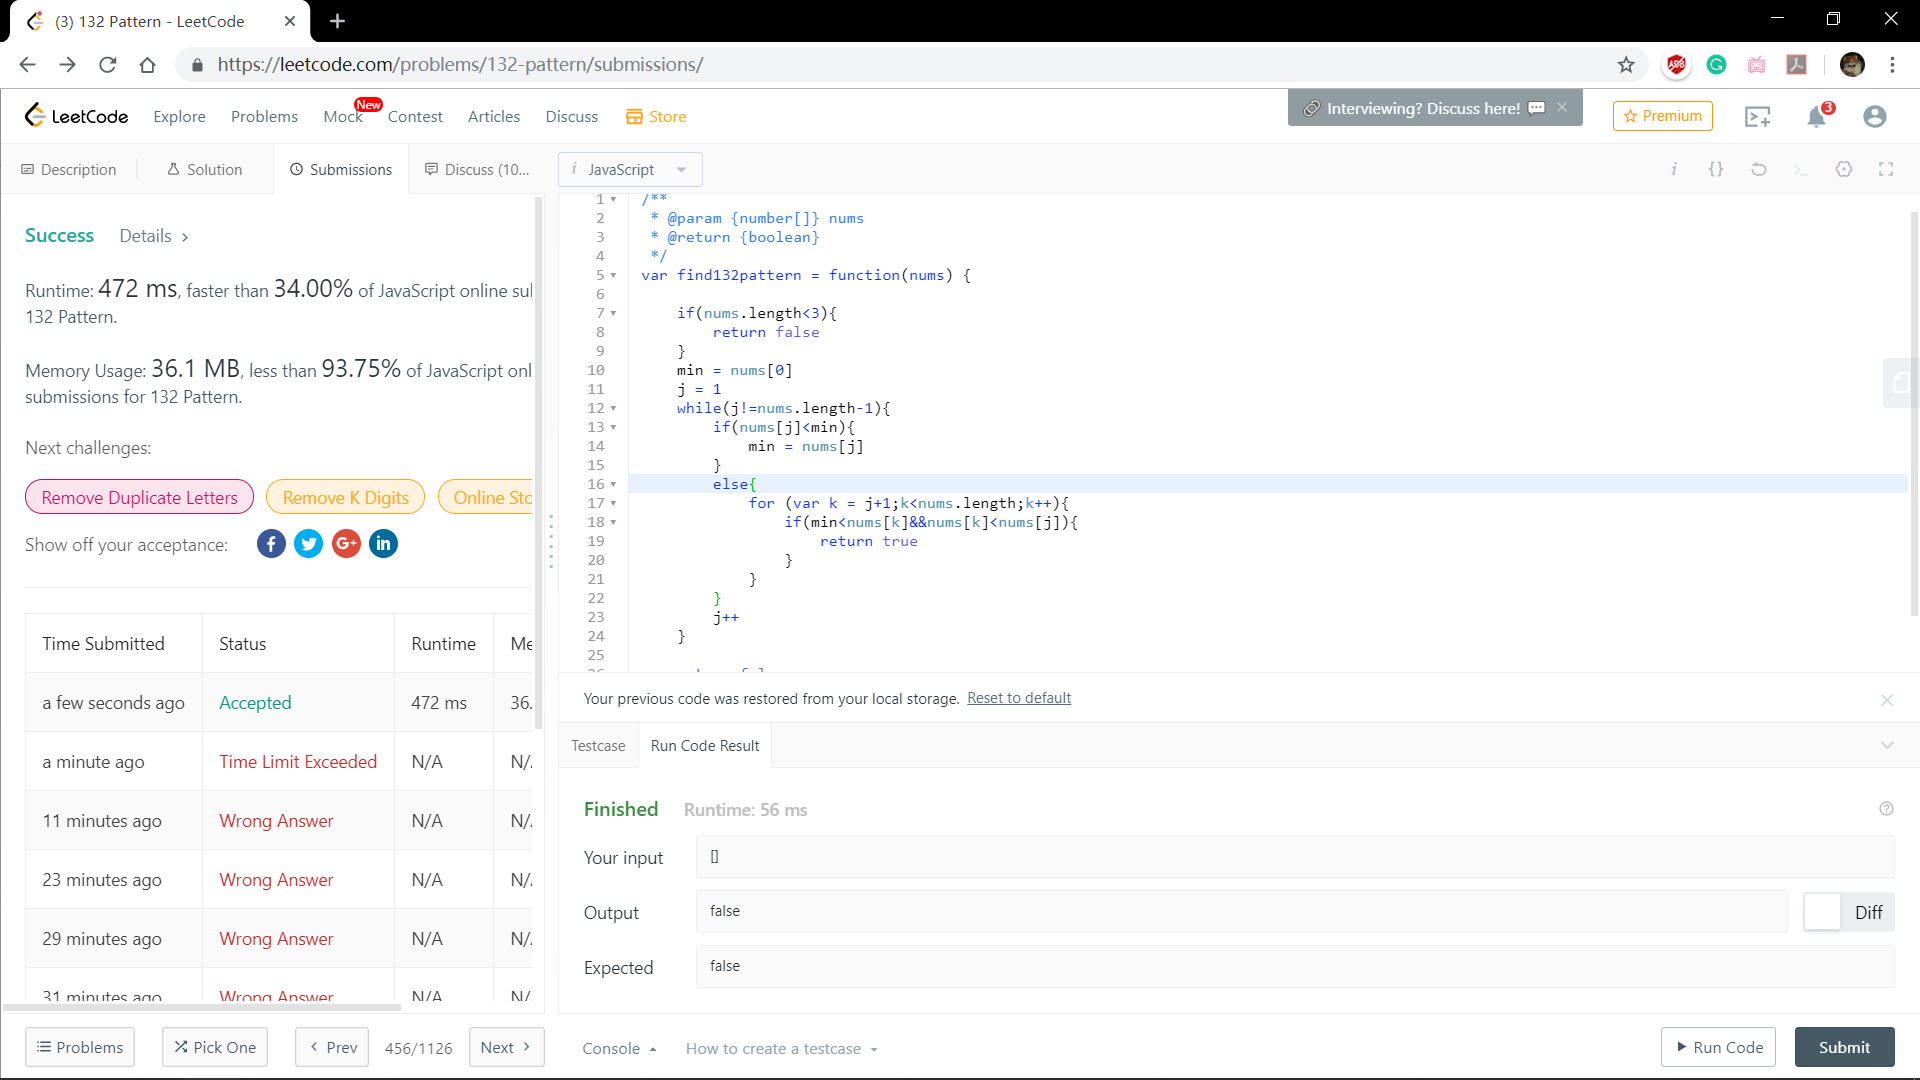 (3) 132 Pattern - LeetCode
https://leetcode.com/problems/132-pattern/submissions/
LeetCode Explore Problems Mock New Contest Articles Discuss Store
Interviewing? Discuss here!
Premium
3
Description Solution Submissions Discuss (10...
i JavaScript
Success Details >
Runtime: 472 ms, faster than 34.00% of JavaScript online sul
132 Pattern.
Memory Usage: 36.1 MB, less than 93.75% of JavaScript onl
submissions for 132 Pattern.
Next challenges:
Remove Duplicate Letters Remove K Digits Online Sto
Show off your acceptance:
Time Submitted Status Runtime Me
a few seconds ago Accepted 472 ms 36.
a minute ago Time Limit Exceeded N/A N/
11 minutes ago Wrong Answer N/A N/
23 minutes ago Wrong Answer N/A N/
29 minutes ago Wrong Answer N/A N/
31 minutes ago Wrong Answer N/A N/
Problems Pick One < Prev 456/1126 Next >
1 /**
2 * @param {number[]} nums
3 * @return {boolean}
4 */
5 var find132pattern = function(nums) {
6
7 if(nums.length<3){
8 return false
9 }
10 min = nums[0]
11 j = 1
12 while(j!=nums.length-1){
13 if(nums[j]<min){
14 min = nums[j]
15 }
16 else{
17 for (var k = j+1;k<nums.length;k++){
18 if(min<nums[k]&&nums[k]<nums[j]){
19 return true
20 }
21 }
22 }
23 j++
24 }
25
Your previous code was restored from your local storage. Reset to default
Testcase Run Code Result
Finished Runtime: 56 ms
Your input []
Output false Diff
Expected false
Console How to create a testcase Run Code Submit